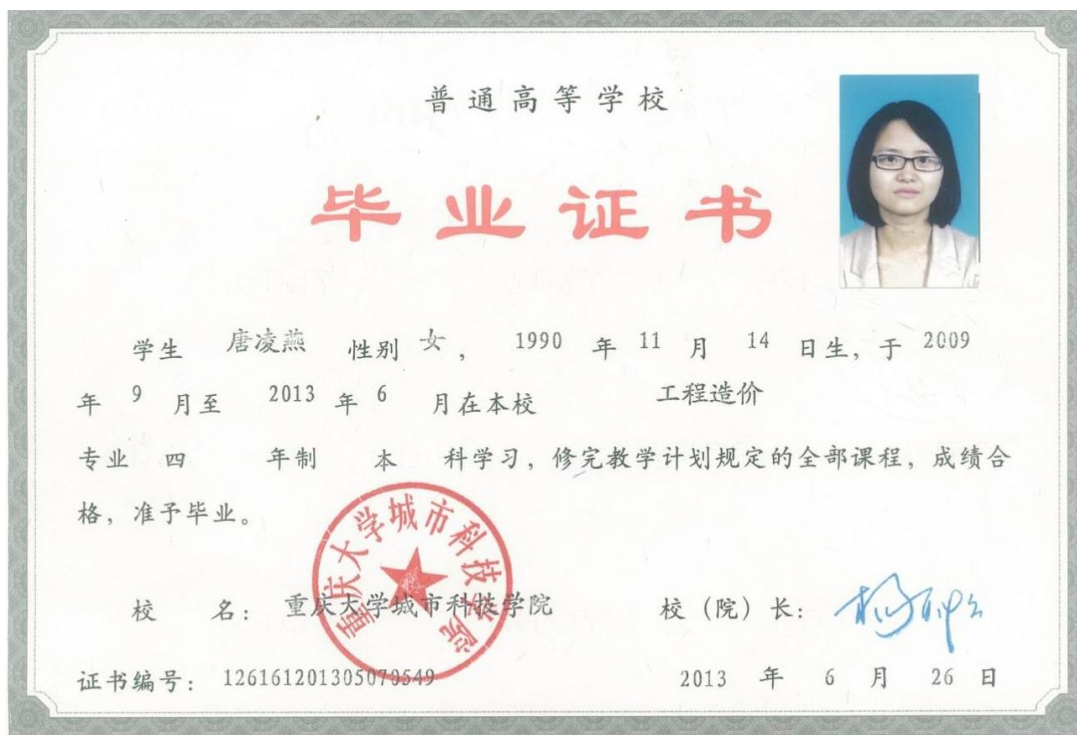 普通高等学校
毕业证书
学生 唐凌燕 性别 女, 1990 年 11 月 14 日生, 于 2009
年 9 月至 2013 年 6 月在本校 工程造价
专业 四 年制 本 科学习, 修完教学计划规定的全部课程, 成绩合
格, 准予毕业。
重庆大学城市科技学院
校 名: 重庆大学城市科技学院 校 (院) 长:
证书编号: 126161201305073549 2013 年 6 月 26 日